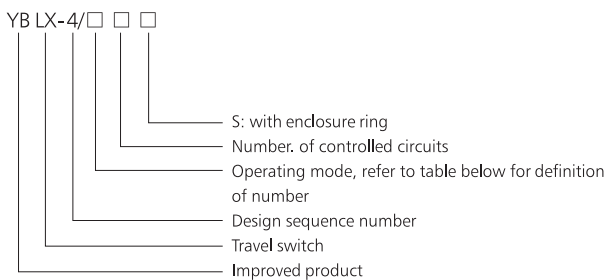 YB LX-4/□ □ □
S: with enclosure ring
Number. of controlled circuits
Operating mode, refer to table below for definition
of number
Design sequence number
Travel switch
Improved product